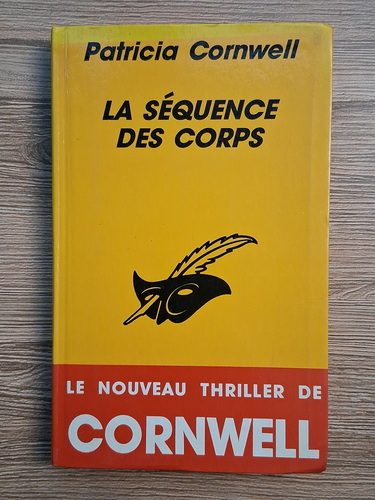 Patricia Cornwell
LA SÉQUENCE
DES CORPS
LE NOUVEAU THRILLER DE
CORNWELL